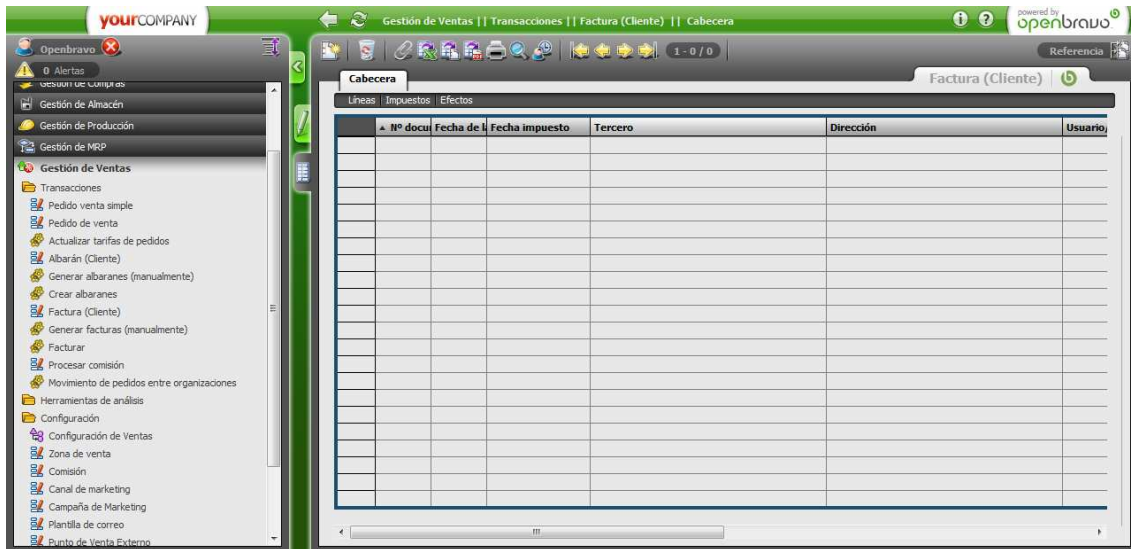 yourCOMPANY
Gestión de Ventas || Transacciones || Factura (Cliente) || Cabecera
powered by
openbravo
Openbravo
0 Alertas
1 - 0 / 0
Referencia
Cabecera
Factura (Cliente)
Líneas | Impuestos | Efectos
Nº docu Fecha de l Fecha impuesto Tercero Dirección Usuario/
Gestión de Compras
Gestión de Almacén
Gestión de Producción
Gestión de MRP
Gestión de Ventas
Transacciones
Pedido venta simple
Pedido de venta
Actualizar tarifas de pedidos
Albarán (Cliente)
Generar albaranes (manualmente)
Crear albaranes
Factura (Cliente)
Generar facturas (manualmente)
Facturar
Procesar comisión
Movimiento de pedidos entre organizaciones
Herramientas de análisis
Configuración
Configuración de Ventas
Zona de venta
Comisión
Canal de marketing
Campaña de Marketing
Plantilla de correo
Punto de Venta Externo